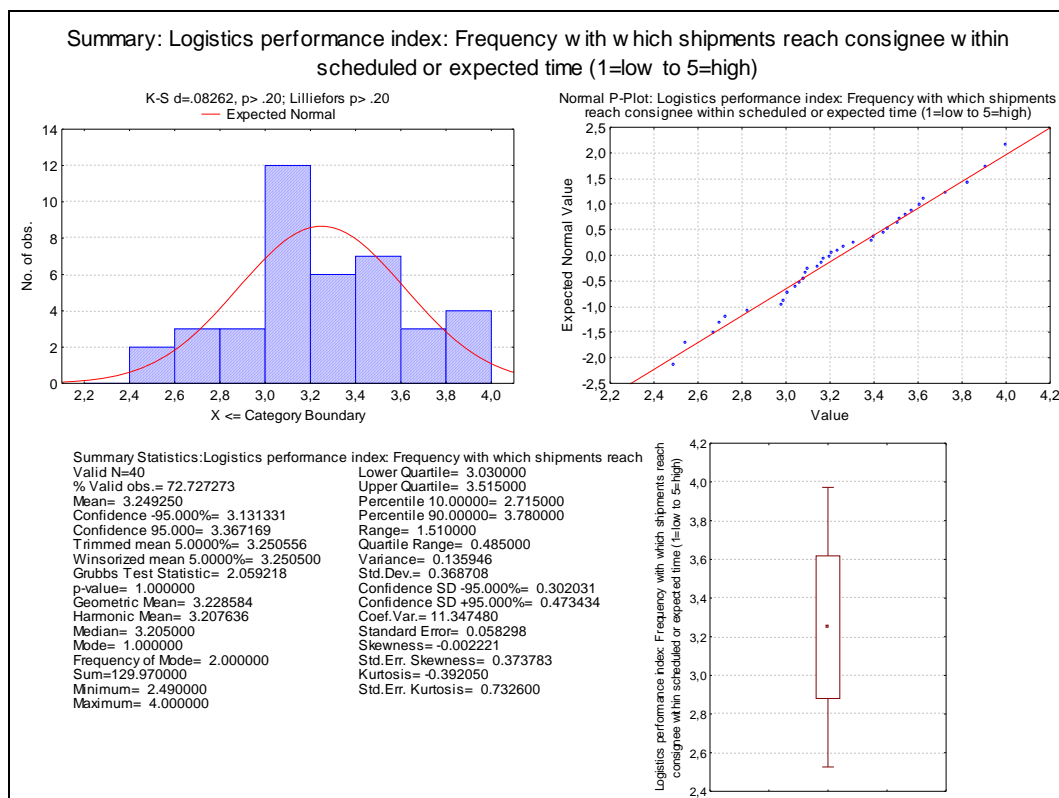 Summary: Logistics performance index: Frequency with which shipments reach consignee within
scheduled or expected time (1=low to 5=high)
K-S d=.08262, p> .20; Lilliefors p> .20
Expected Normal
14
12
10
8
6
4
2
0
No. of obs.
2,2 2,4 2,6 2,8 3,0 3,2 3,4 3,6 3,8 4,0
X <= Category Boundary
Normal P-Plot: Logistics performance index: Frequency with which shipments
reach consignee within scheduled or expected time (1=low to 5=high)
2,5
2,0
1,5
1,0
0,5
0,0
-0,5
-1,0
-1,5
-2,0
-2,5
Expected Normal Value
2,2 2,4 2,6 2,8 3,0 3,2 3,4 3,6 3,8 4,0 4,2
Value
Summary Statistics:Logistics performance index: Frequency with which shipments reach
Valid N=40
% Valid obs.= 72.727273
Mean= 3.249250
Confidence -95.000%= 3.131331
Confidence 95.000= 3.367169
Trimmed mean 5.0000%= 3.250556
Winsorized mean 5.0000%= 3.250500
Grubbs Test Statistic= 2.059218
p-value= 1.000000
Geometric Mean= 3.228584
Harmonic Mean= 3.207636
Median= 3.205000
Mode= 1.000000
Frequency of Mode= 2.000000
Sum=129.970000
Minimum= 2.490000
Maximum= 4.000000
Lower Quartile= 3.030000
Upper Quartile= 3.515000
Percentile 10.00000= 2.715000
Percentile 90.00000= 3.780000
Range= 1.510000
Quartile Range= 0.485000
Variance= 0.135946
Std.Dev.= 0.368708
Confidence SD -95.000%= 0.302031
Confidence SD +95.000%= 0.473434
Coef.Var.= 11.347480
Standard Error= 0.058298
Skewness= -0.002221
Std.Err. Skewness= 0.373783
Kurtosis= -0.392050
Std.Err. Kurtosis= 0.732600
Logistics performance index: Frequency with which shipments reach
consignee within scheduled or expected time (1=low to 5=high)
4,2
4,0
3,8
3,6
3,4
3,2
3,0
2,8
2,6
2,4